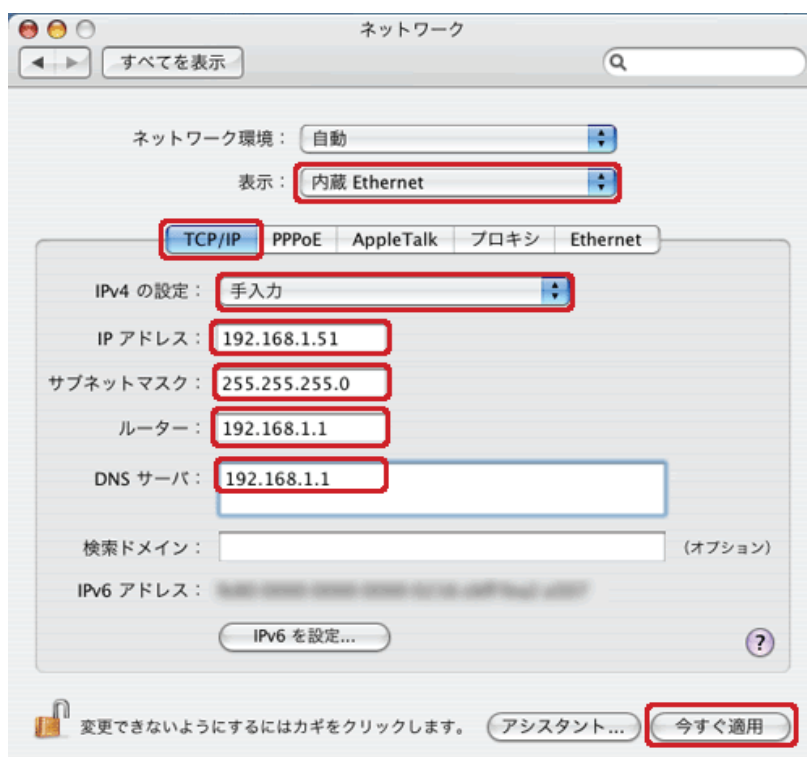 ネットワーク
すべてを表示
ネットワーク環境： 自動
表示： 内蔵 Ethernet
TCP/IP PPPoE AppleTalk プロキシ Ethernet
IPv4 の設定： 手入力
IP アドレス： 192.168.1.51
サブネットマスク： 255.255.255.0
ルーター： 192.168.1.1
DNS サーバ： 192.168.1.1
検索ドメイン： (オプション)
IPv6 アドレス：
IPv6 を設定...
?
変更できないようにするにはカギをクリックします。 アシスタント... 今すぐ適用